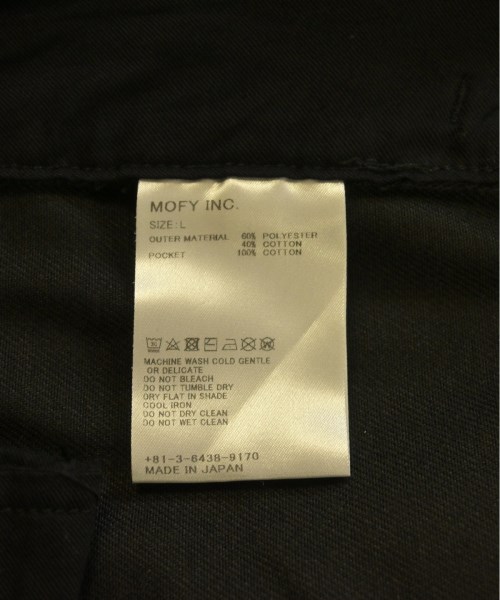 MOFY INC.
SIZE:L
OUTER MATERIAL 60% POLYESTER
40% COTTON
POCKET 100% COTTON
MACHINE WASH COLD GENTLE
OR DELICATE
DO NOT BLEACH
DO NOT TUMBLE DRY
DRY FLAT IN SHADE
COOL IRON
DO NOT DRY CLEAN
DO NOT WET CLEAN
+81-3-6438-9170
MADE IN JAPAN